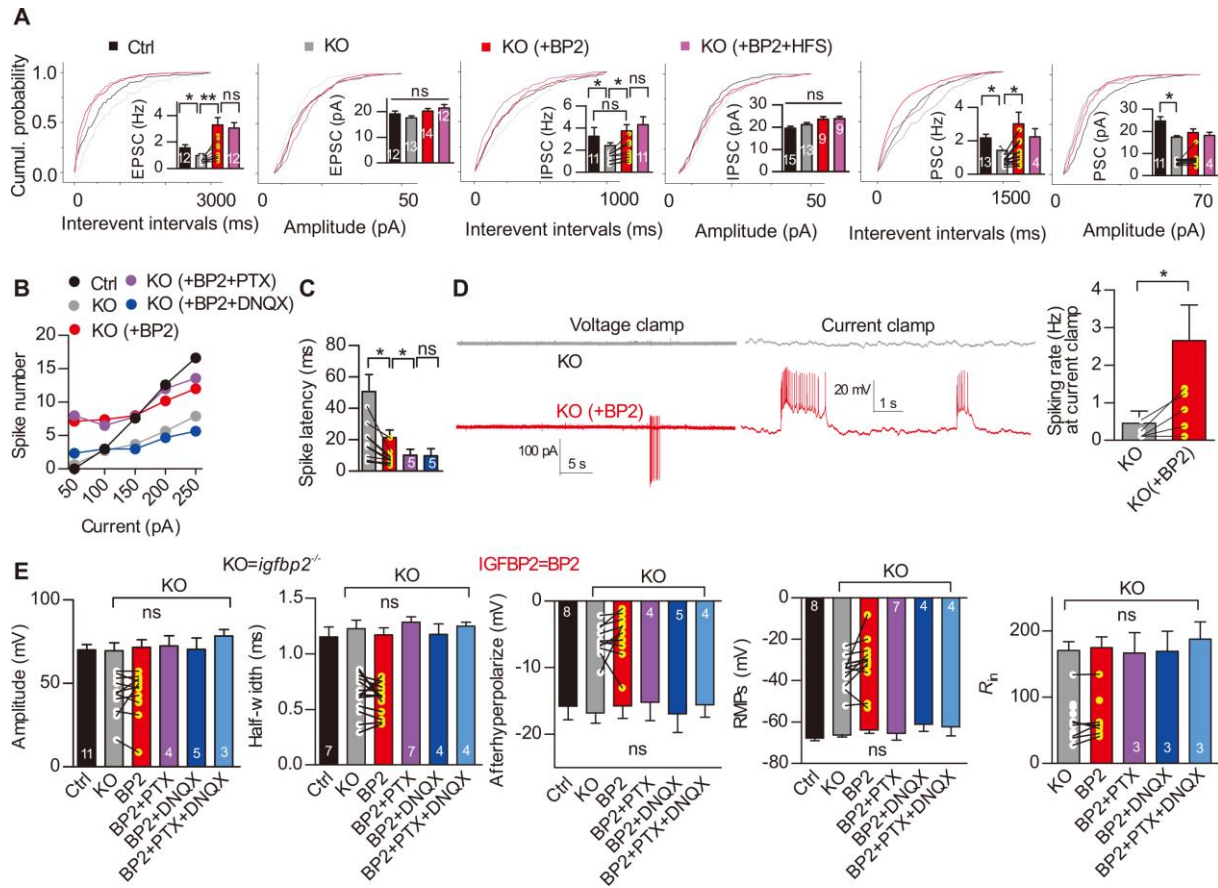 A
Ctrl KO KO (+BP2) KO (+BP2+HFS)
Cumul. probability
1.0
0.5
0.0
EPSC (Hz)
6
4
2
0
* ** ns
12 12
3000
Interevent intervals (ms)
EPSC (pA)
30
20
10
0
ns
12 13 14 12
50
Amplitude (pA)
IPSC (Hz)
6
4
2
0
* * ns
ns
11 11
1000
Interevent intervals (ms)
IPSC (pA)
40
30
20
10
0
ns
15 13 9 9
50
Amplitude (pA)
PSC (Hz)
4
2
0
* *
13 4
1500
Interevent intervals (ms)
PSC (pA)
30
20
10
0
*
11 4
70
Amplitude (pA)
B
Ctrl KO (+BP2+PTX)
KO KO (+BP2+DNQX)
KO (+BP2)
Spike number
20
15
10
5
0
50 100 150 200 250
Current (pA)
C
Spike latency (ms)
80
60
40
20
0
* * ns
5 5
D
Voltage clamp Current clamp
KO
KO (+BP2)
100 pA
5 s
20 mV
1 s
Spiking rate (Hz)
at current clamp
4
3
2
1
0
*
KO KO(+BP2)
E
KO=igfbp2-/- IGFBP2=BP2
Amplitude (mV)
100
50
0
KO
ns
11 4 5 3
Ctrl KO BP2 BP2+PTX BP2+DNQX BP2+PTX+DNQX
Half-width (ms)
1.5
1.0
0.5
0.0
KO
ns
7 7 4 4
Ctrl KO BP2 BP2+PTX BP2+DNQX BP2+PTX+DNQX
Afterhyperpolarize (mV)
0
-10
-20
KO
8 4 5 4
ns
Ctrl KO BP2 BP2+PTX BP2+DNQX BP2+PTX+DNQX
RMPs (mV)
0
-20
-40
-60
-80
KO
8 7 4 4
ns
Ctrl KO BP2 BP2+PTX BP2+DNQX BP2+PTX+DNQX
Rin
200
100
0
KO
ns
3 3 3
KO BP2 BP2+PTX BP2+DNQX BP2+PTX+DNQX